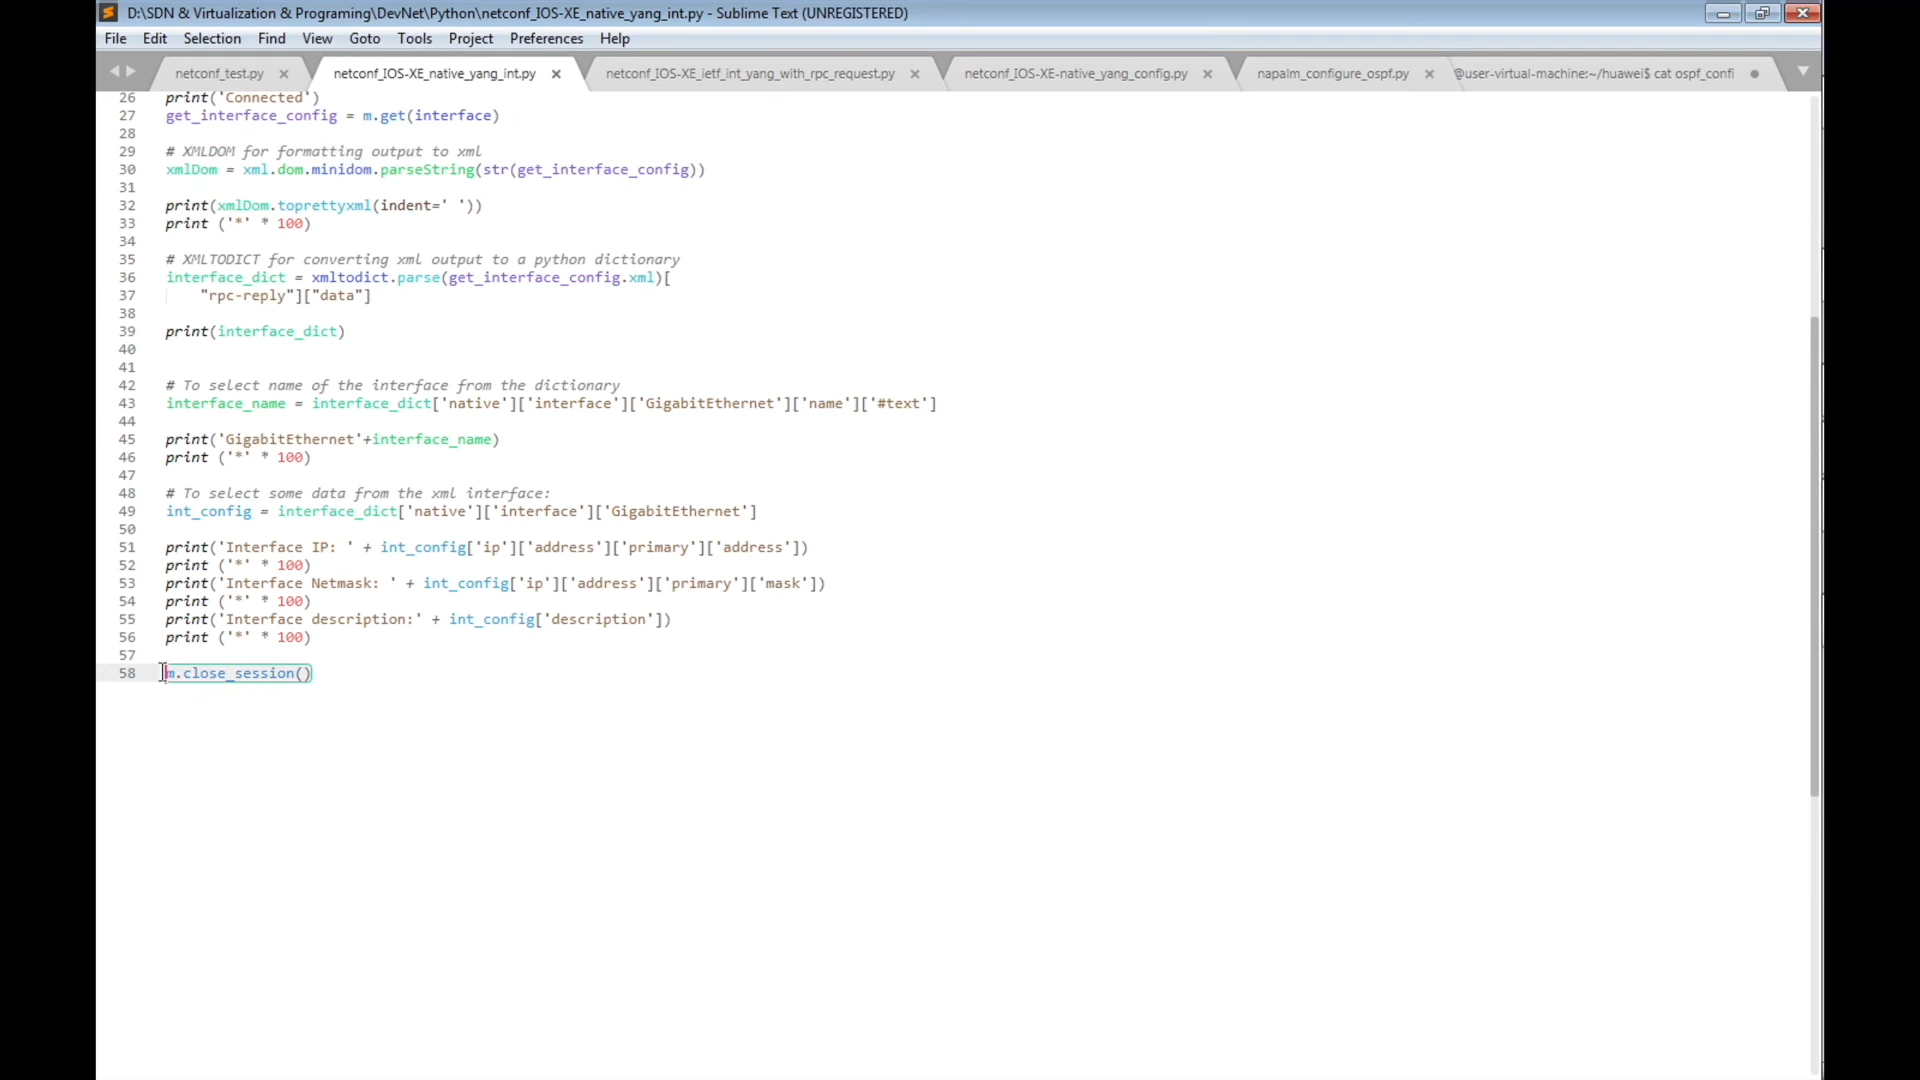 D:\SDN & Virtualization & Programing\DevNet\Python\netconf_IOS-XE_native_yang_int.py - Sublime Text (UNREGISTERED)
File Edit Selection Find View Goto Tools Project Preferences Help
netconf_test.py netconf_IOS-XE_native_yang_int.py netconf_IOS-XE_ietf_int_yang_with_rpc_request.py netconf_IOS-XE-native_yang_config.py napalm_configure_ospf.py @user-virtual-machine:~/huawei$ cat ospf_confi
26 print('Connected')
27 get_interface_config = m.get(interface)
28
29 # XMLDOM for formatting output to xml
30 xmlDom = xml.dom.minidom.parseString(str(get_interface_config))
31
32 print(xmlDom.toprettyxml(indent=' '))
33 print ('*' * 100)
34
35 # XMLTODICT for converting xml output to a python dictionary
36 interface_dict = xmltodict.parse(get_interface_config.xml)[
37 "rpc-reply"]["data"]
38
39 print(interface_dict)
40
41
42 # To select name of the interface from the dictionary
43 interface_name = interface_dict['native']['interface']['GigabitEthernet']['name']['#text']
44
45 print('GigabitEthernet'+interface_name)
46 print ('*' * 100)
47
48 # To select some data from the xml interface:
49 int_config = interface_dict['native']['interface']['GigabitEthernet']
50
51 print('Interface IP: ' + int_config['ip']['address']['primary']['address'])
52 print ('*' * 100)
53 print('Interface Netmask: ' + int_config['ip']['address']['primary']['mask'])
54 print ('*' * 100)
55 print('Interface description:' + int_config['description'])
56 print ('*' * 100)
57
58 m.close_session()